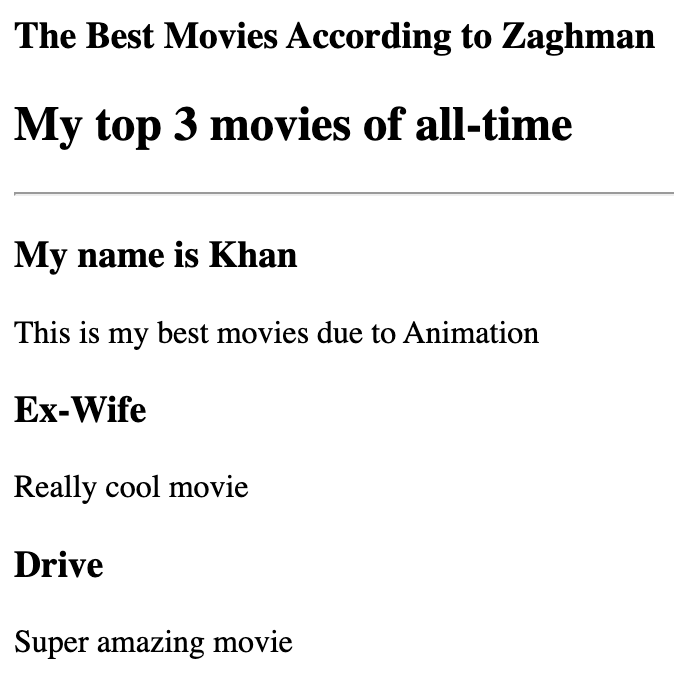 The Best Movies According to Zaghman
My top 3 movies of all-time
My name is Khan
This is my best movies due to Animation
Ex-Wife
Really cool movie
Drive
Super amazing movie